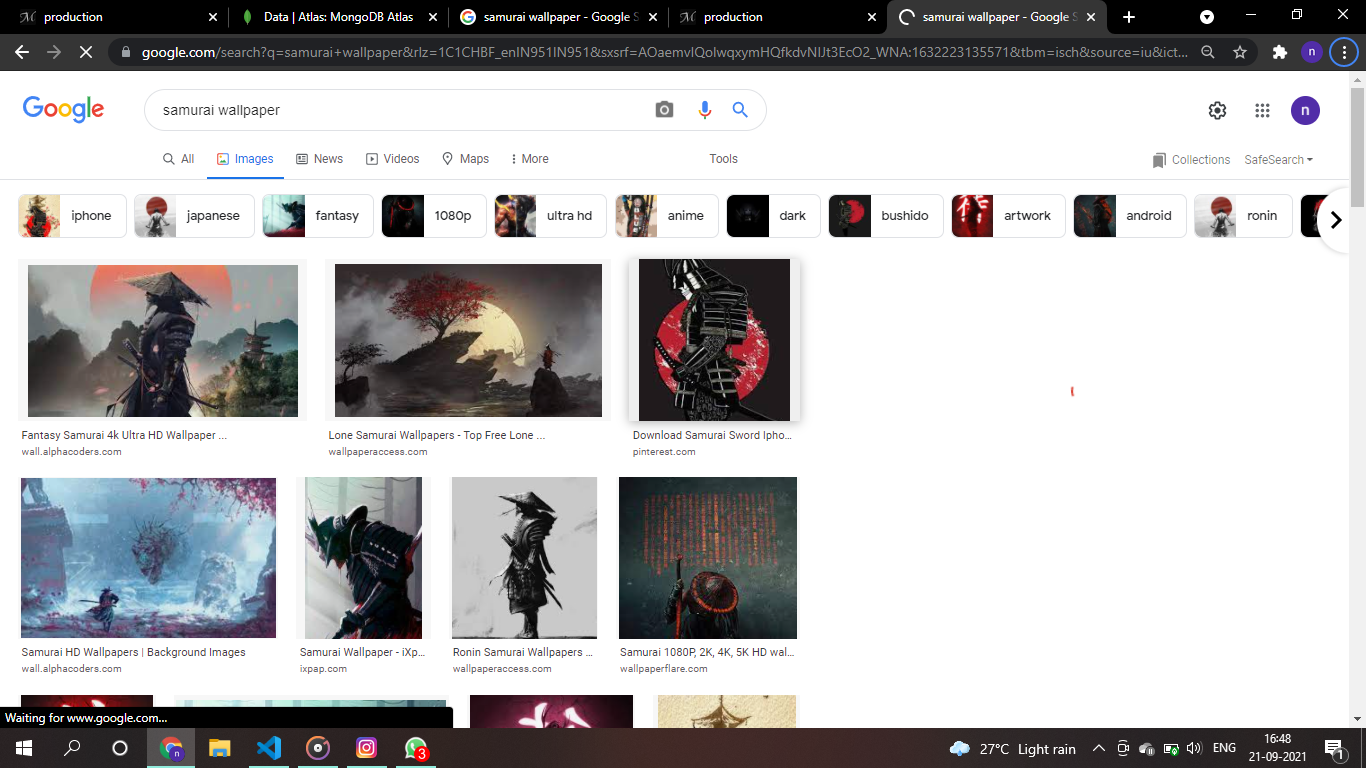 production
Data | Atlas: MongoDB Atlas
samurai wallpaper - Google S
production
samurai wallpaper - Google S
google.com/search?q=samurai+wallpaper&rlz=1C1CHBF_enIN951IN951&sxsrf=AOaemvIQolwqxymHQfkdvNIJt3EcO2_WNA:1632223135571&tbm=isch&source=iu&ict...
n
Google
samurai wallpaper
n
All
Images
News
Videos
Maps
More
Tools
Collections
SafeSearch
iphone
japanese
fantasy
1080p
ultra hd
anime
dark
bushido
artwork
android
ronin
Fantasy Samurai 4k Ultra HD Wallpaper ...
wall.alphacoders.com
Lone Samurai Wallpapers - Top Free Lone ...
wallpaperaccess.com
Download Samurai Sword Ipho...
pinterest.com
Samurai HD Wallpapers | Background Images
wall.alphacoders.com
Samurai Wallpaper - iXp...
ixpap.com
Ronin Samurai Wallpapers ...
wallpaperaccess.com
Samurai 1080P, 2K, 4K, 5K HD wal...
wallpaperflare.com
Waiting for www.google.com...
n
3
27°C Light rain
ENG
16:48
21-09-2021
1